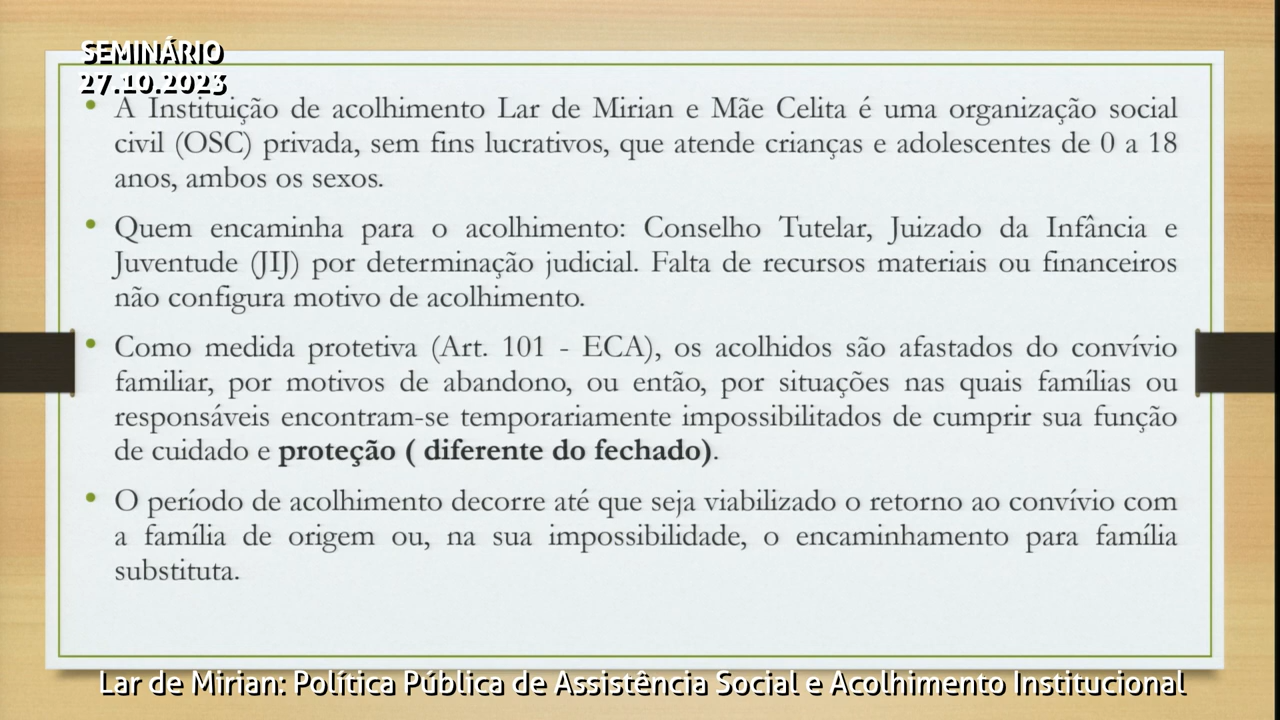 SEMINÁRIO
27.10.2023
• A Instituição de acolhimento Lar de Mirian e Mãe Celita é uma organização social
civil (OSC) privada, sem fins lucrativos, que atende crianças e adolescentes de 0 a 18
anos, ambos os sexos.
• Quem encaminha para o acolhimento: Conselho Tutelar, Juizado da Infância e
Juventude (JIJ) por determinação judicial. Falta de recursos materiais ou financeiros
não configura motivo de acolhimento.
• Como medida protetiva (Art. 101 - ECA), os acolhidos são afastados do convívio
familiar, por motivos de abandono, ou então, por situações nas quais famílias ou
responsáveis encontram-se temporariamente impossibilitados de cumprir sua função
de cuidado e proteção ( diferente do fechado).
• O período de acolhimento decorre até que seja viabilizado o retorno ao convívio com
a família de origem ou, na sua impossibilidade, o encaminhamento para família
substituta.
Lar de Mirian: Política Pública de Assistência Social e Acolhimento Institucional